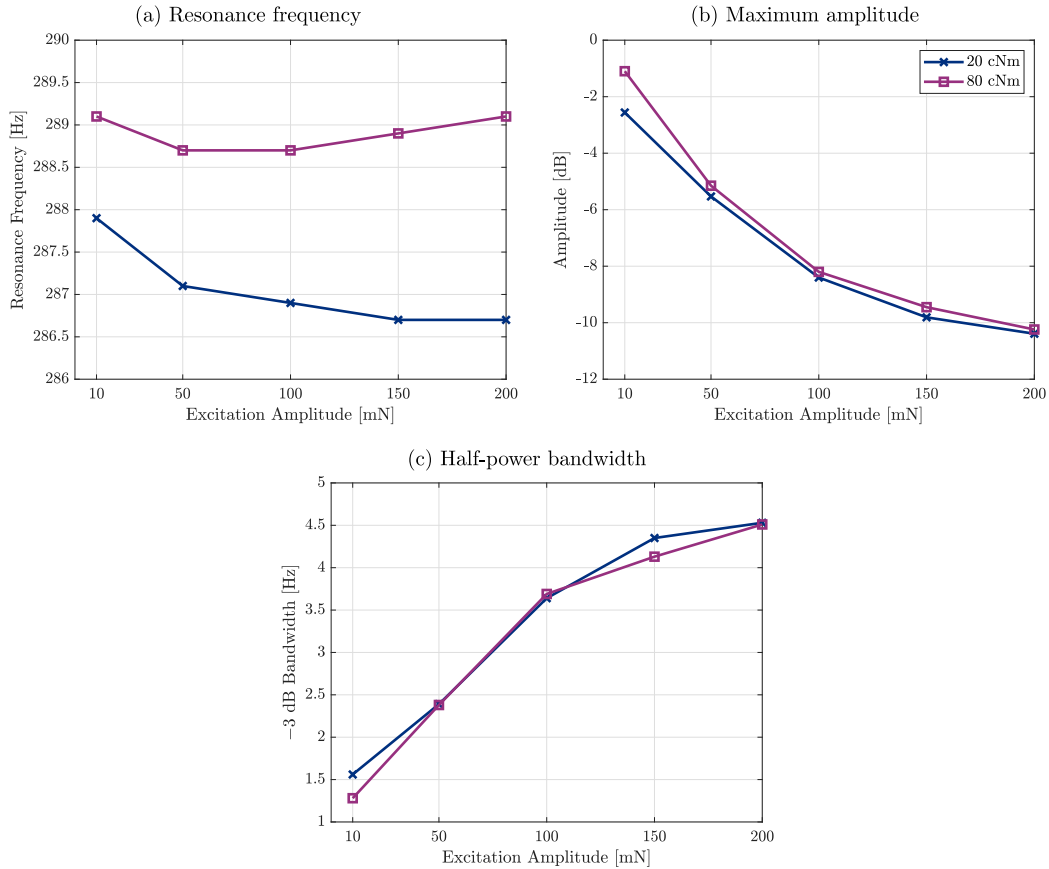 (a) Resonance frequency
290
289.5
289
288.5
288
287.5
287
286.5
286
Resonance Frequency [Hz]
10 50 100 150 200
Excitation Amplitude [mN]
(b) Maximum amplitude
0
-2
-4
-6
-8
-10
-12
Amplitude [dB]
20 cNm
80 cNm
10 50 100 150 200
Excitation Amplitude [mN]
(c) Half-power bandwidth
5
4.5
4
3.5
3
2.5
2
1.5
1
−3 dB Bandwidth [Hz]
10 50 100 150 200
Excitation Amplitude [mN]